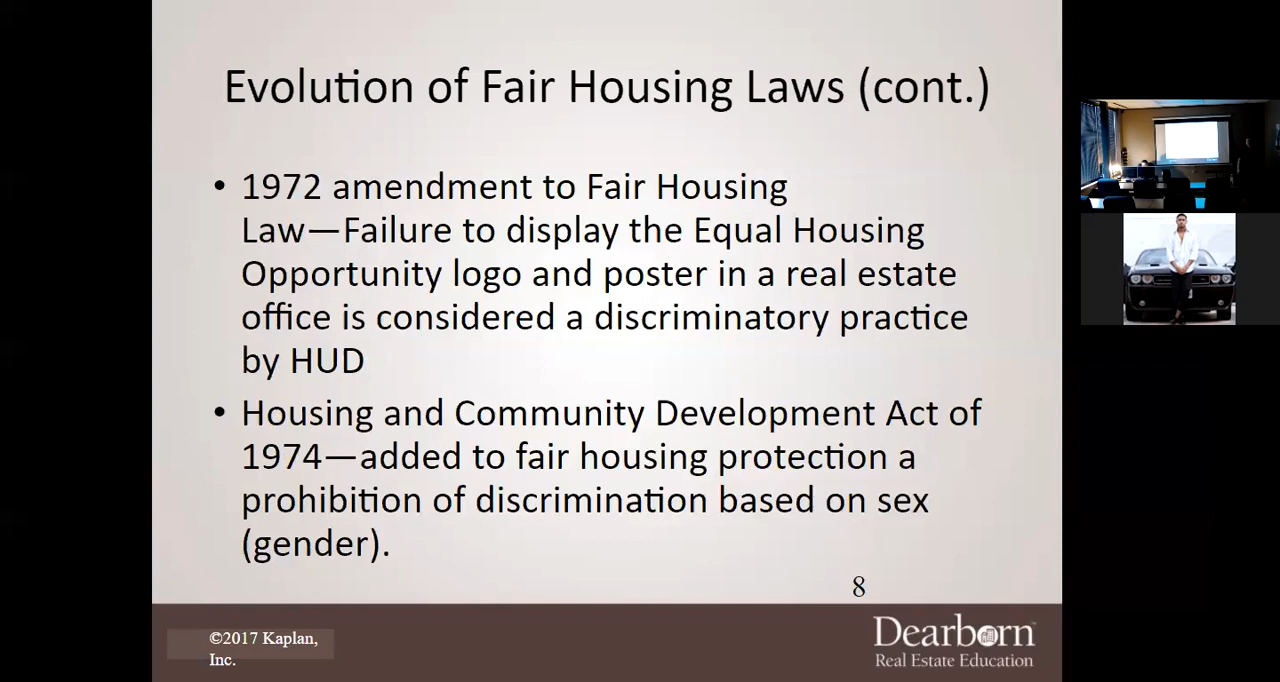 Evolution of Fair Housing Laws (cont.)
• 1972 amendment to Fair Housing
Law—Failure to display the Equal Housing
Opportunity logo and poster in a real estate
office is considered a discriminatory practice
by HUD
• Housing and Community Development Act of
1974—added to fair housing protection a
prohibition of discrimination based on sex
(gender).
8
©2017 Kaplan,
Inc.
Dearborn™
Real Estate Education